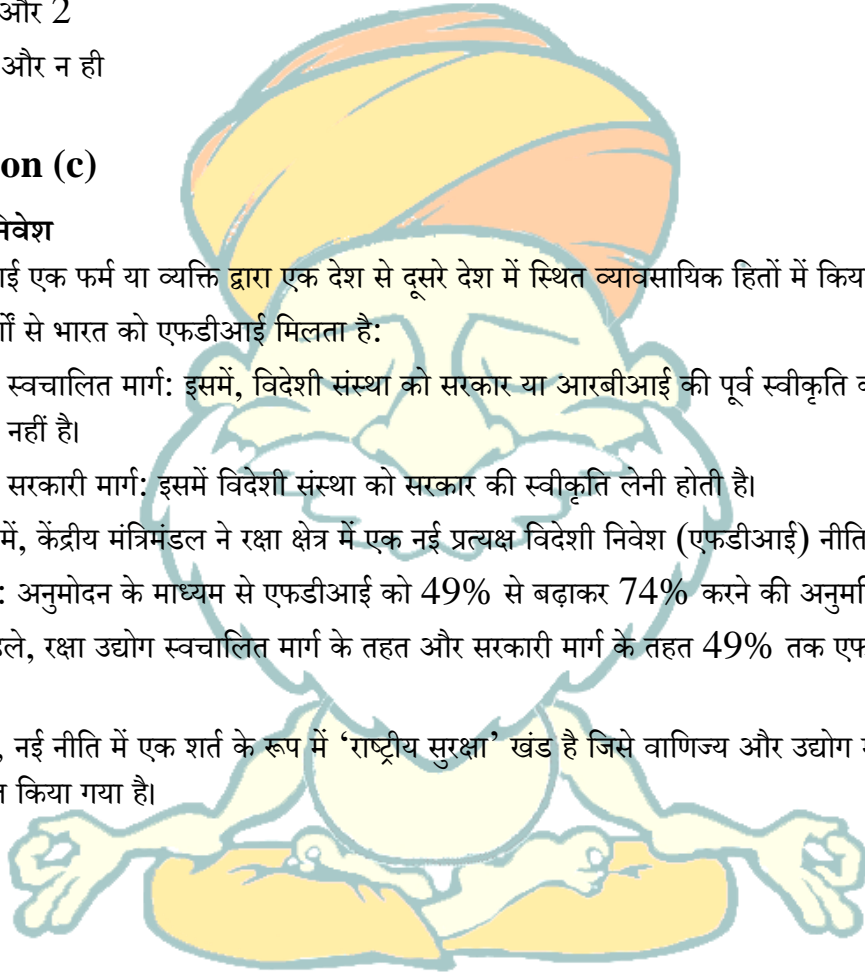 और 2
और न ही
on (c)
निवेश
आई एक फर्म या व्यक्ति द्वारा एक देश से दूसरे देश में स्थित व्यावसायिक हितों में किय
र्गों से भारत को एफडीआई मिलता है:
स्वचालित मार्ग: इसमें, विदेशी संस्था को सरकार या आरबीआई की पूर्व स्वीकृति
नहीं है।
सरकारी मार्ग: इसमें विदेशी संस्था को सरकार की स्वीकृति लेनी होती है।
में, केंद्रीय मंत्रिमंडल ने रक्षा क्षेत्र में एक नई प्रत्यक्ष विदेशी निवेश (एफडीआई) नीति
: अनुमोदन के माध्यम से एफडीआई को 49% से बढ़ाकर 74% करने की
ले, रक्षा उद्योग स्वचालित मार्ग के तहत और सरकारी मार्ग के तहत 49% तक एफ
, नई नीति में एक शर्त के रूप में ‘राष्ट्रीय सुरक्षा’ खंड है जिसे वाणिज्य और उद्योग
किया गया है।